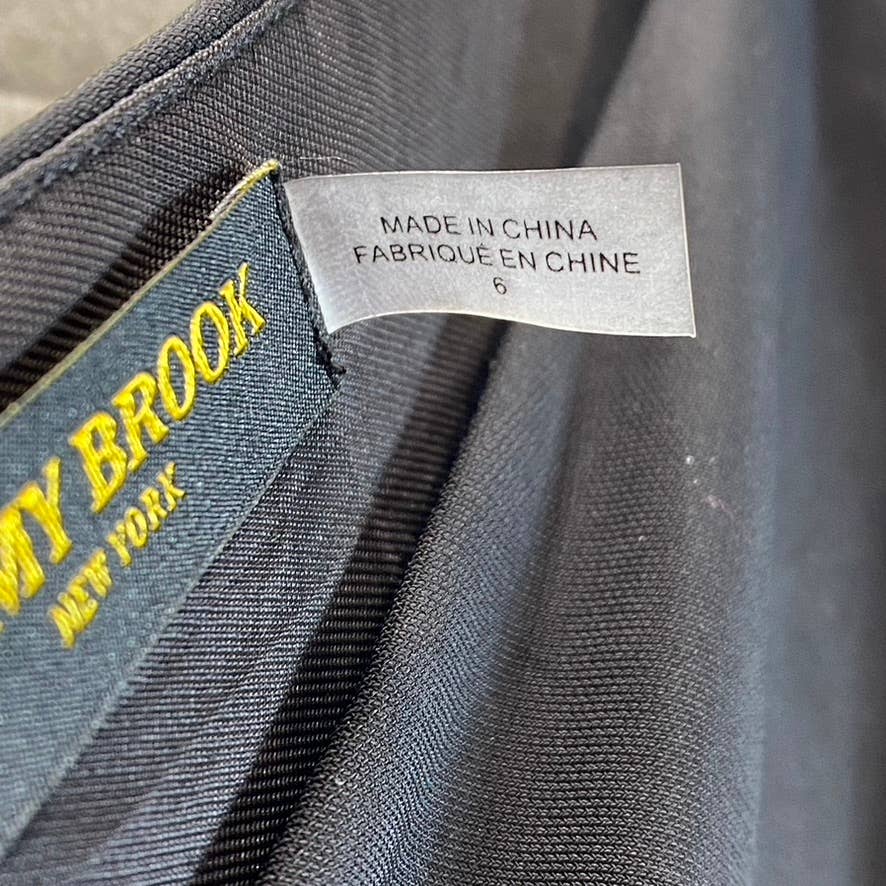 MY BROOK
NEW YORK
MADE IN CHINA
FABRIQUÉ EN CHINE
6